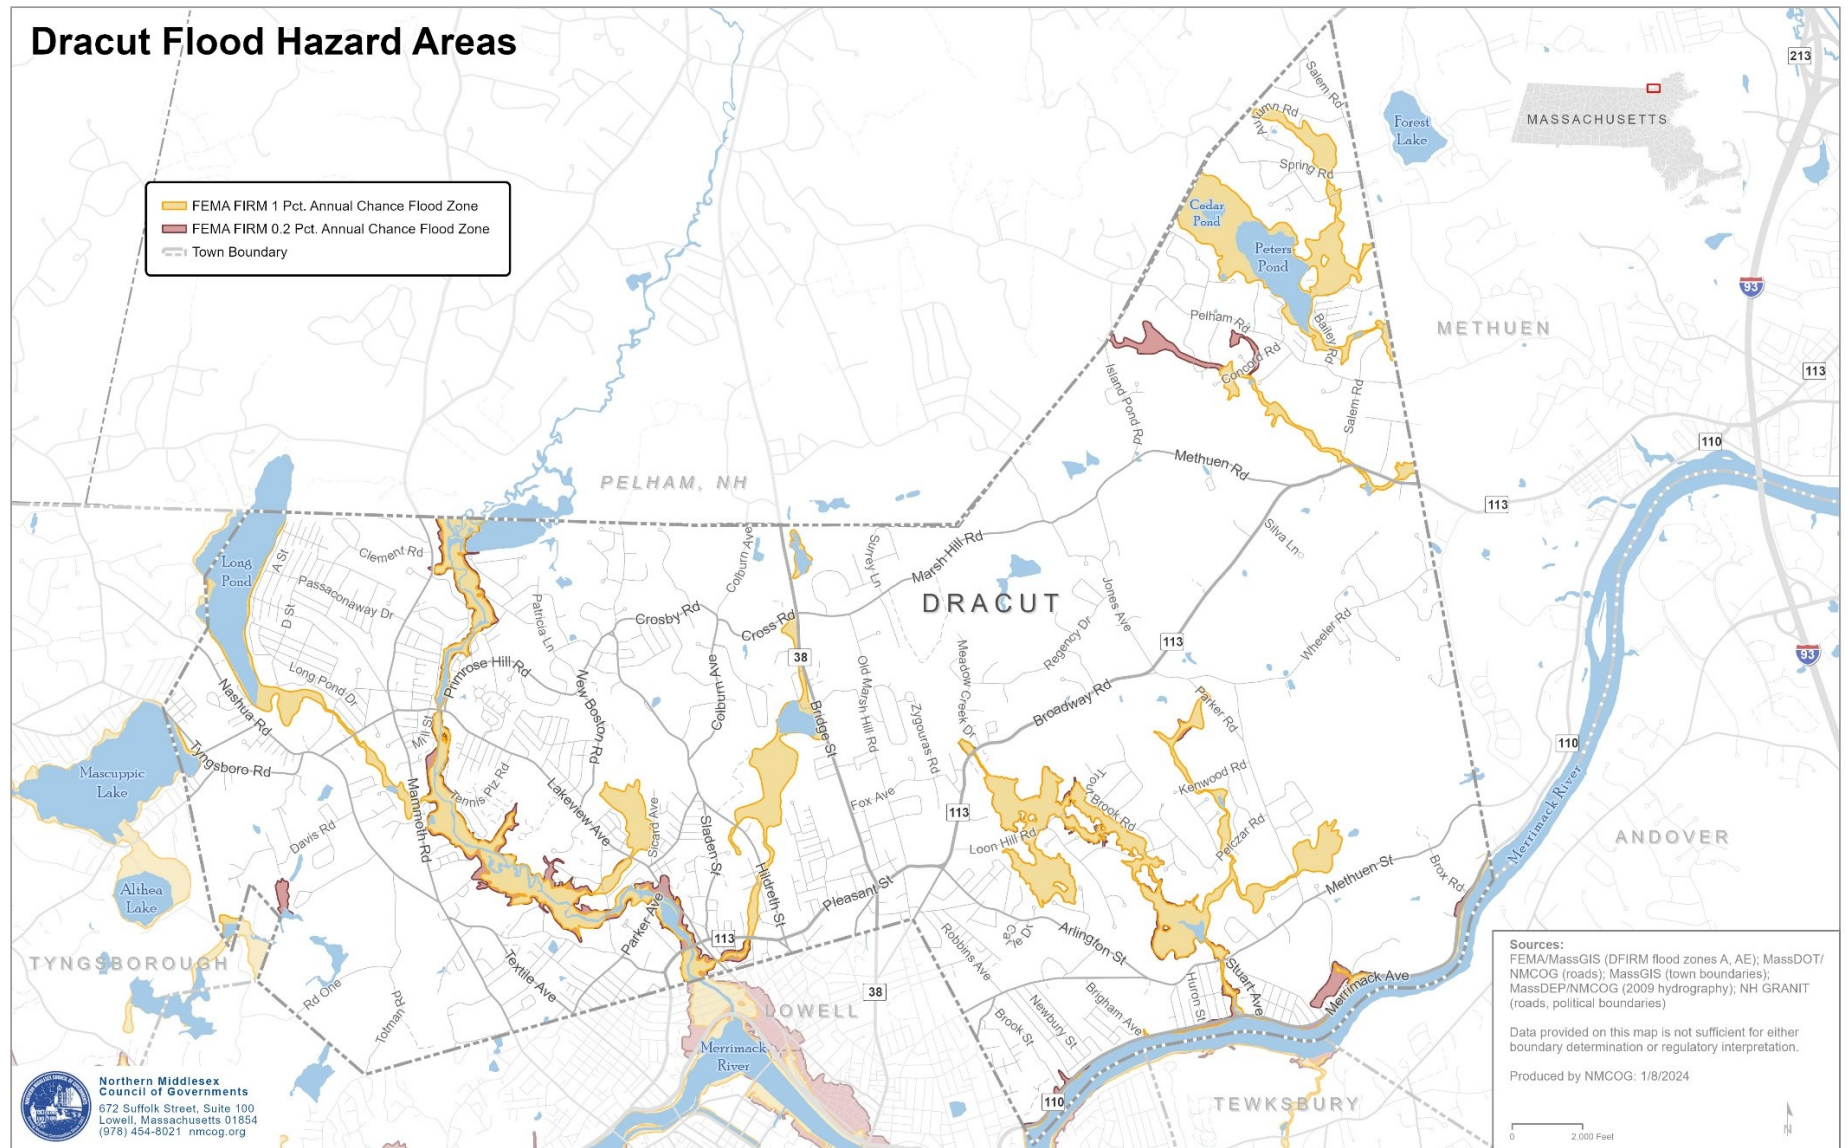 Dracut Flood Hazard Areas
FEMA FIRM 1 Pct. Annual Chance Flood Zone
FEMA FIRM 0.2 Pct. Annual Chance Flood Zone
Town Boundary
213
MASSACHUSETTS
Forest
Lake
Salem Rd
Autumn Rd
Spring Rd
Cedar
Pond
Peters
Pond
93
METHUEN
Pelham Rd
Bailey Rd
Concord Rd
Island Pond Rd
Salem Rd
113
110
Methuen Rd
PELHAM, NH
113
Silva Ln
Long
Pond
A St
Clement Rd
Passaconaway Dr
D St
Patricia Ln
Colburn Ave
Surrey Ln
Marsh Hill Rd
DRACUT
Jones Ave
Crosby Rd
Cross Rd
38
113
Regency Dr
Wheeler Rd
93
Long Pond Dr
Nashua Rd
Primrose Hill Rd
New Boston Rd
Colburn Ave
Old Marsh Hill Rd
Meadow Creek Dr
Zygouras Rd
Bridge St
Broadway Rd
Parker Rd
Mill St
Tyngsboro Rd
Mascuppic
Lake
110
Merrimack River
Mammoth Rd
Tennis Plz Rd
Lakeview Ave
Sicard Ave
Sladen St
Fox Ave
113
Trout Brook Rd
Kenwood Rd
Pelczar Rd
Loon Hill Rd
ANDOVER
Davis Rd
Althea
Lake
Hildreth St
Pleasant St
Methuen St
Brox Rd
Parker Ave
113
Textile Ave
TYNGSBOROUGH
Rd One
Totman Rd
Robbins Ave
Carle Dr
Arlington St
Huron St
Stuart Ave
Merrimack Ave
38
LOWELL
Merrimack
River
Brook St
Newbury St
Brigham Ave
110
TEWKSBURY
Sources:
FEMA/MassGIS (DFIRM flood zones A, AE); MassDOT/
NMCOG (roads); MassGIS (town boundaries);
MassDEP/NMCOG (2009 hydrography); NH GRANIT
(roads, political boundaries)
Data provided on this map is not sufficient for either
boundary determination or regulatory interpretation.
Produced by NMCOG: 1/8/2024
0 2,000 Feet
N
Northern Middlesex
Council of Governments
672 Suffolk Street, Suite 100
Lowell, Massachusetts 01854
(978) 454-8021 nmcog.org